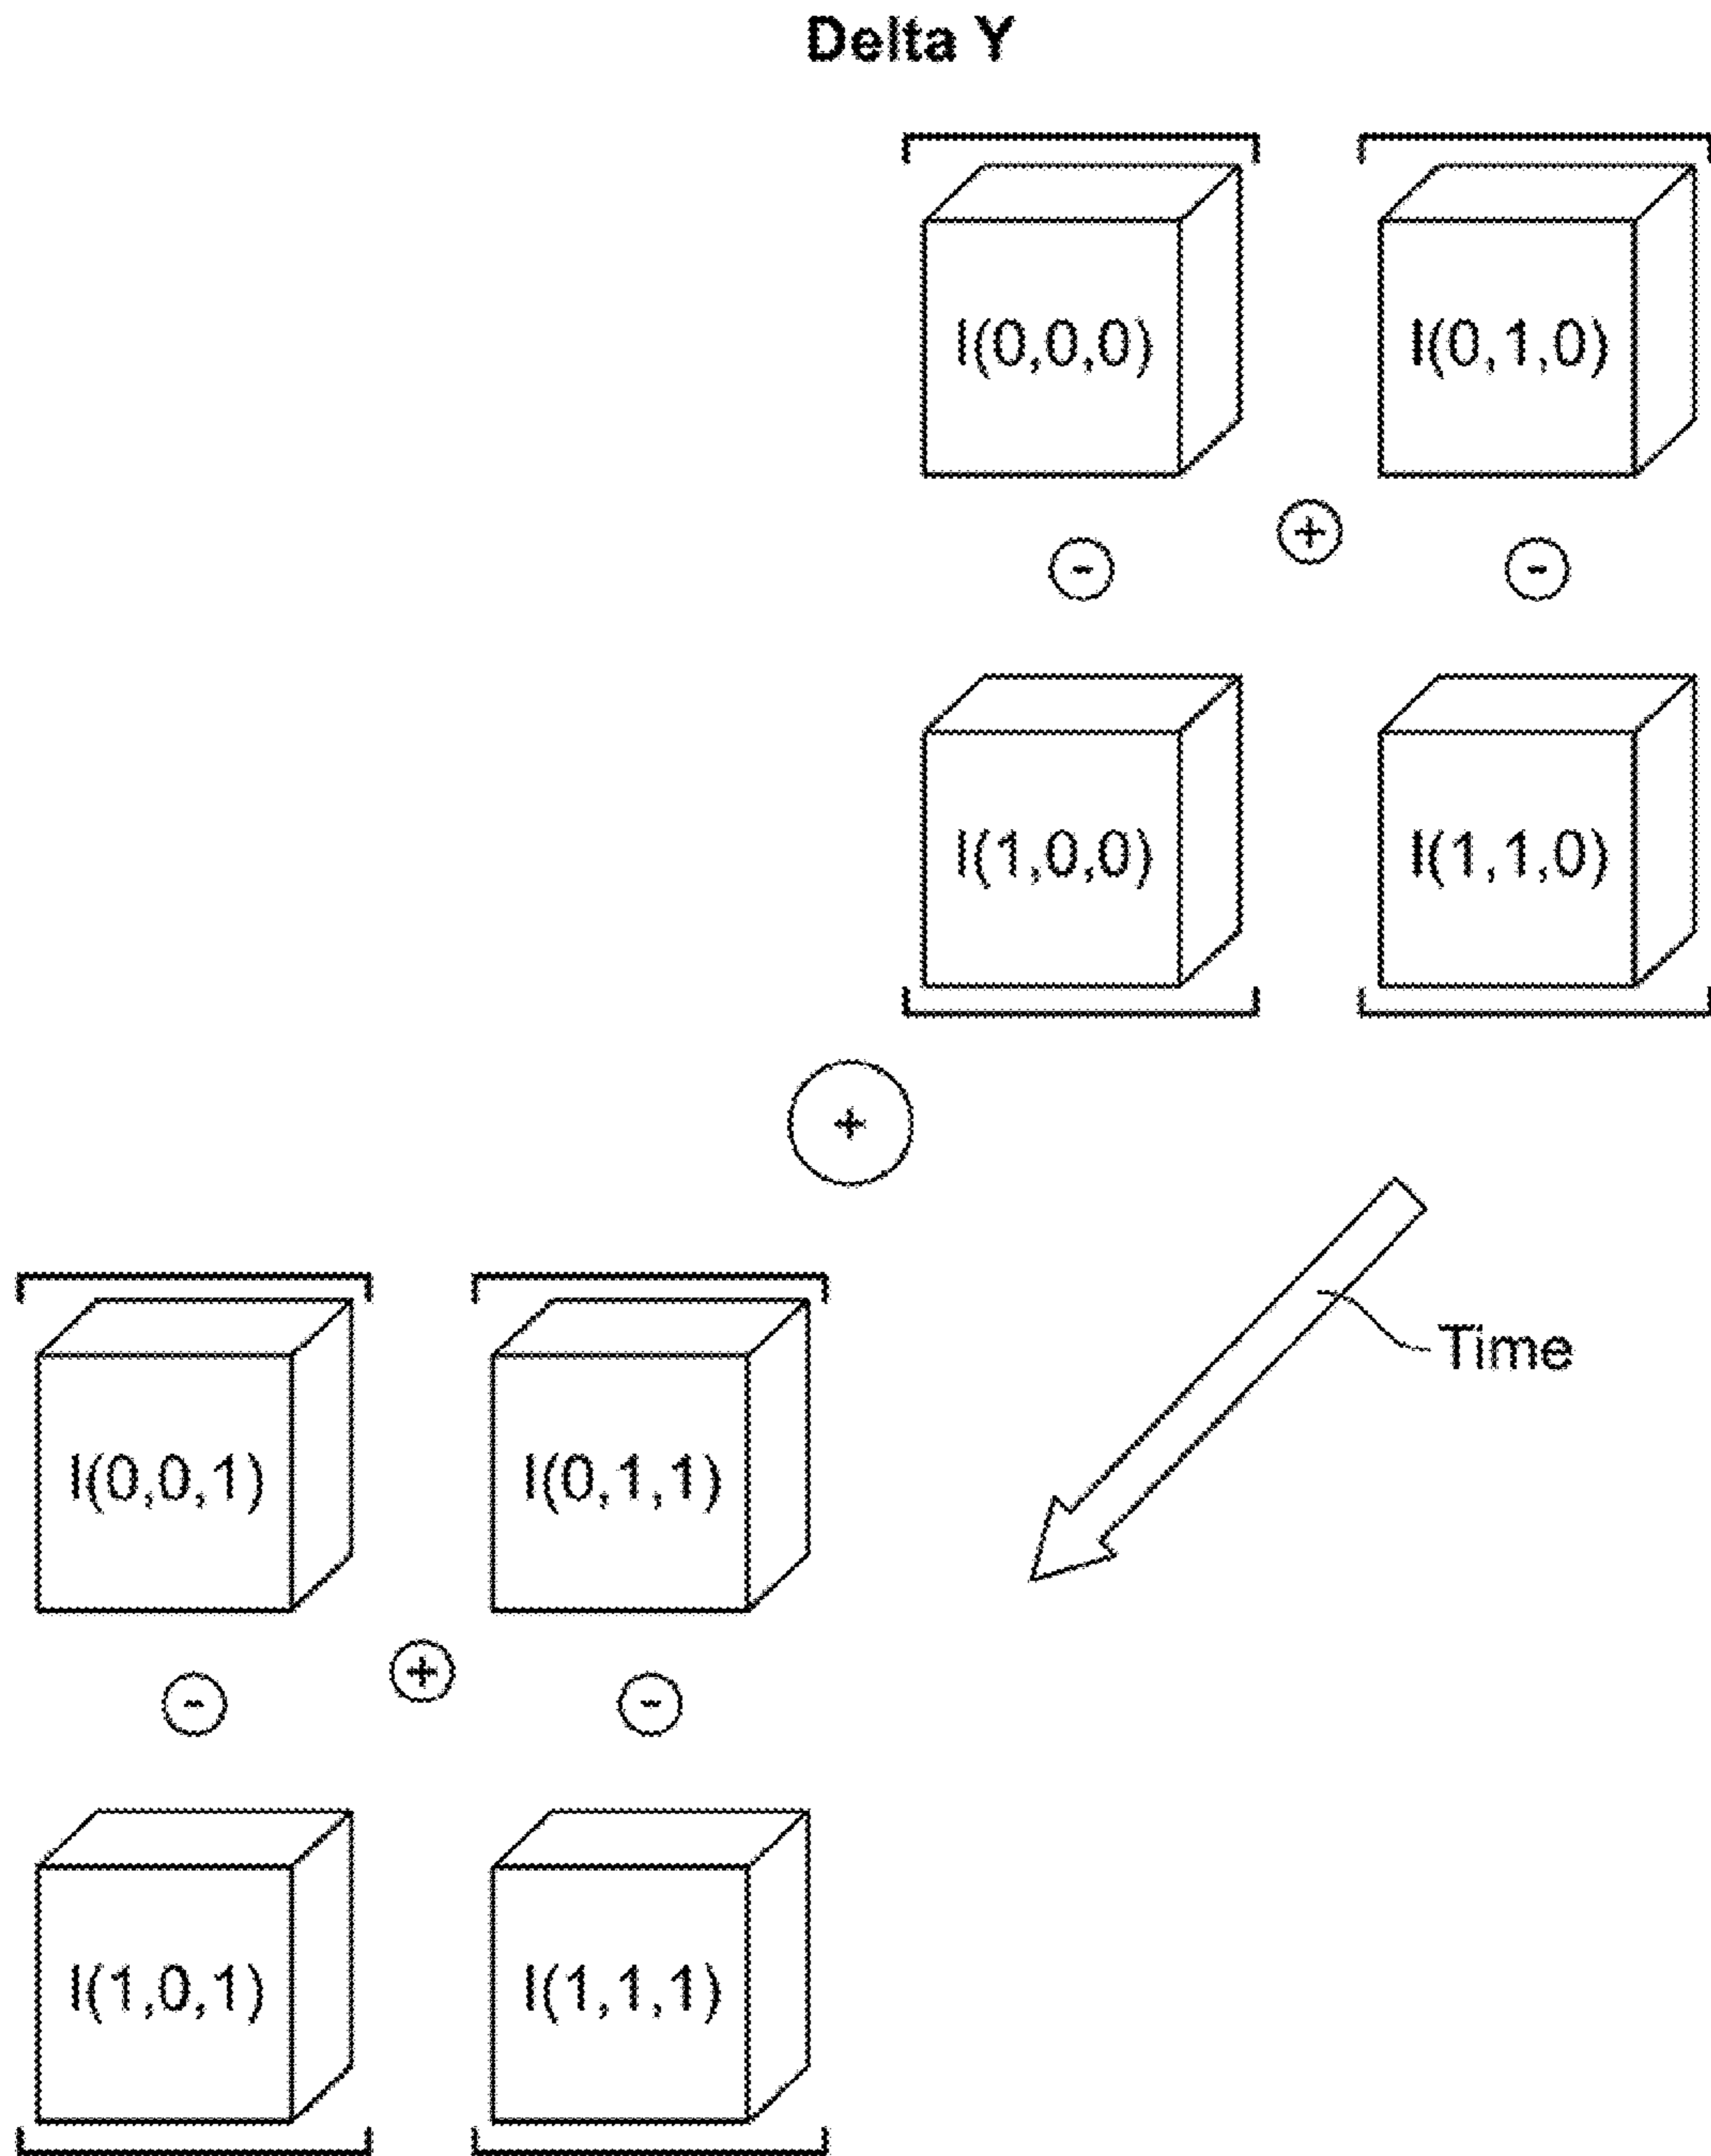 Delta Y
I(0,0,0) I(0,1,0)
+
- -
I(1,0,0) I(1,1,0)
+
Time
I(0,0,1) I(0,1,1)
+
- -
I(1,0,1) I(1,1,1)